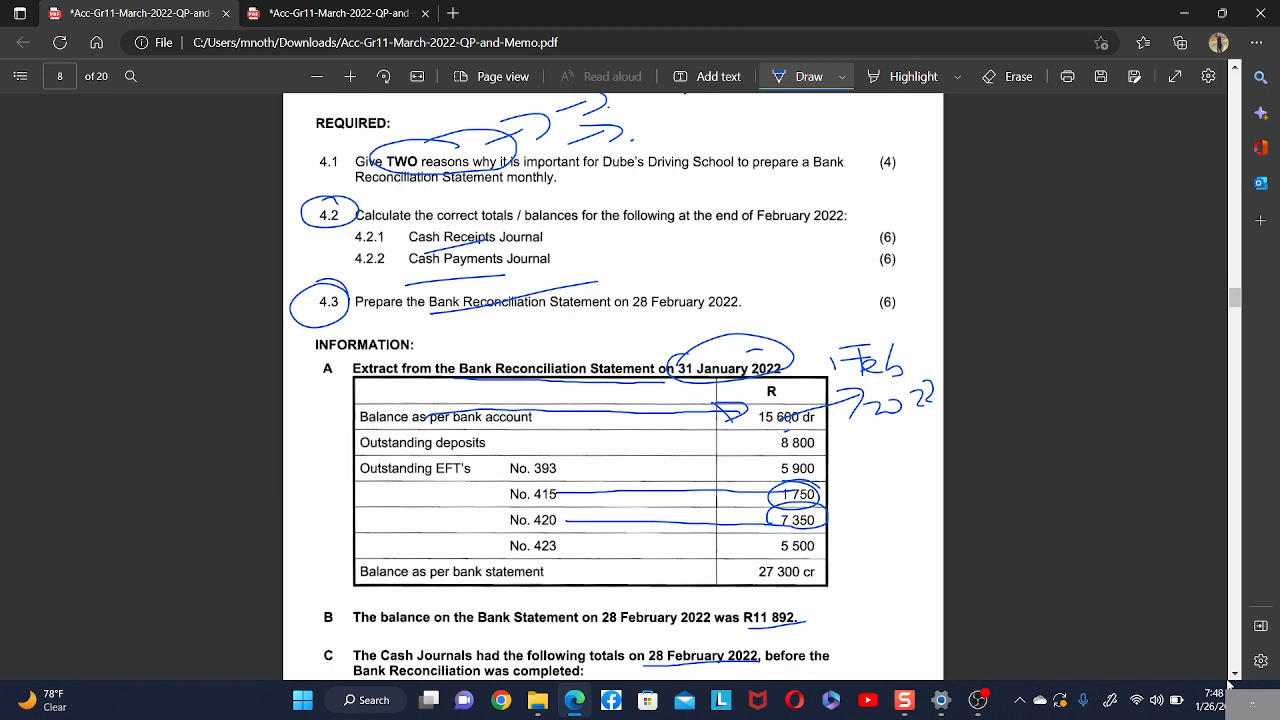 *Acc-Gr11-March-2022-QP-and- *Acc-Gr11-March-2022-QP-and-
File C:/Users/mnoth/Downloads/Acc-Gr11-March-2022-QP-and-Memo.pdf
8 of 20 Page view Read aloud Add text Draw Highlight Erase
REQUIRED:
4.1 Give TWO reasons why it is important for Dube's Driving School to prepare a Bank (4)
Reconciliation Statement monthly.
4.2 Calculate the correct totals / balances for the following at the end of February 2022:
4.2.1 Cash Receipts Journal (6)
4.2.2 Cash Payments Journal (6)
4.3 Prepare the Bank Reconciliation Statement on 28 February 2022. (6)
INFORMATION:
1 Feb
A Extract from the Bank Reconciliation Statement on 31 January 2022
R
2022
Balance as per bank account 15 600 dr
Outstanding deposits 8 800
Outstanding EFT's No. 393 5 900
No. 415 1 750
No. 420 7 350
No. 423 5 500
Balance as per bank statement 27 300 cr
B The balance on the Bank Statement on 28 February 2022 was R11 892.
C The Cash Journals had the following totals on 28 February 2022, before the
Bank Reconciliation was completed:
78°F
Clear
Search
7:48